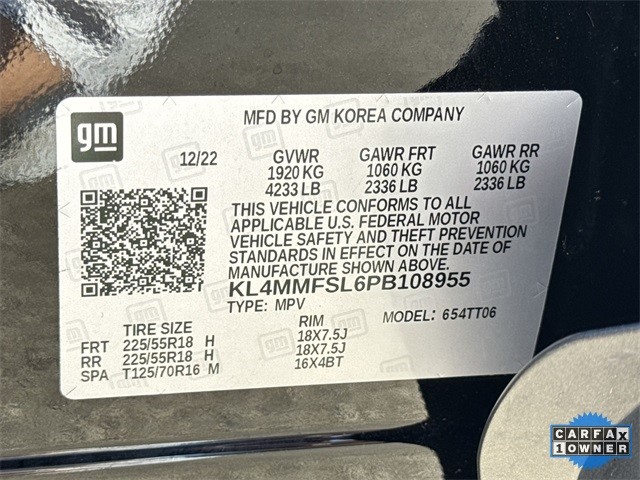 gm
MFD BY GM KOREA COMPANY
12/22 GVWR GAWR FRT GAWR RR
1920 KG 1060 KG 1060 KG
4233 LB 2336 LB 2336 LB
THIS VEHICLE CONFORMS TO ALL
APPLICABLE U.S. FEDERAL MOTOR
VEHICLE SAFETY AND THEFT PREVENTION
STANDARDS IN EFFECT ON THE DATE OF
MANUFACTURE SHOWN ABOVE.
KL4MMFSL6PB108955
TYPE: MPV MODEL: 654TT06
TIRE SIZE RIM
FRT 225/55R18 H 18X7.5J
RR 225/55R18 H 18X7.5J
SPA T125/70R16 M 16X4BT
CARFAX
1 OWNER